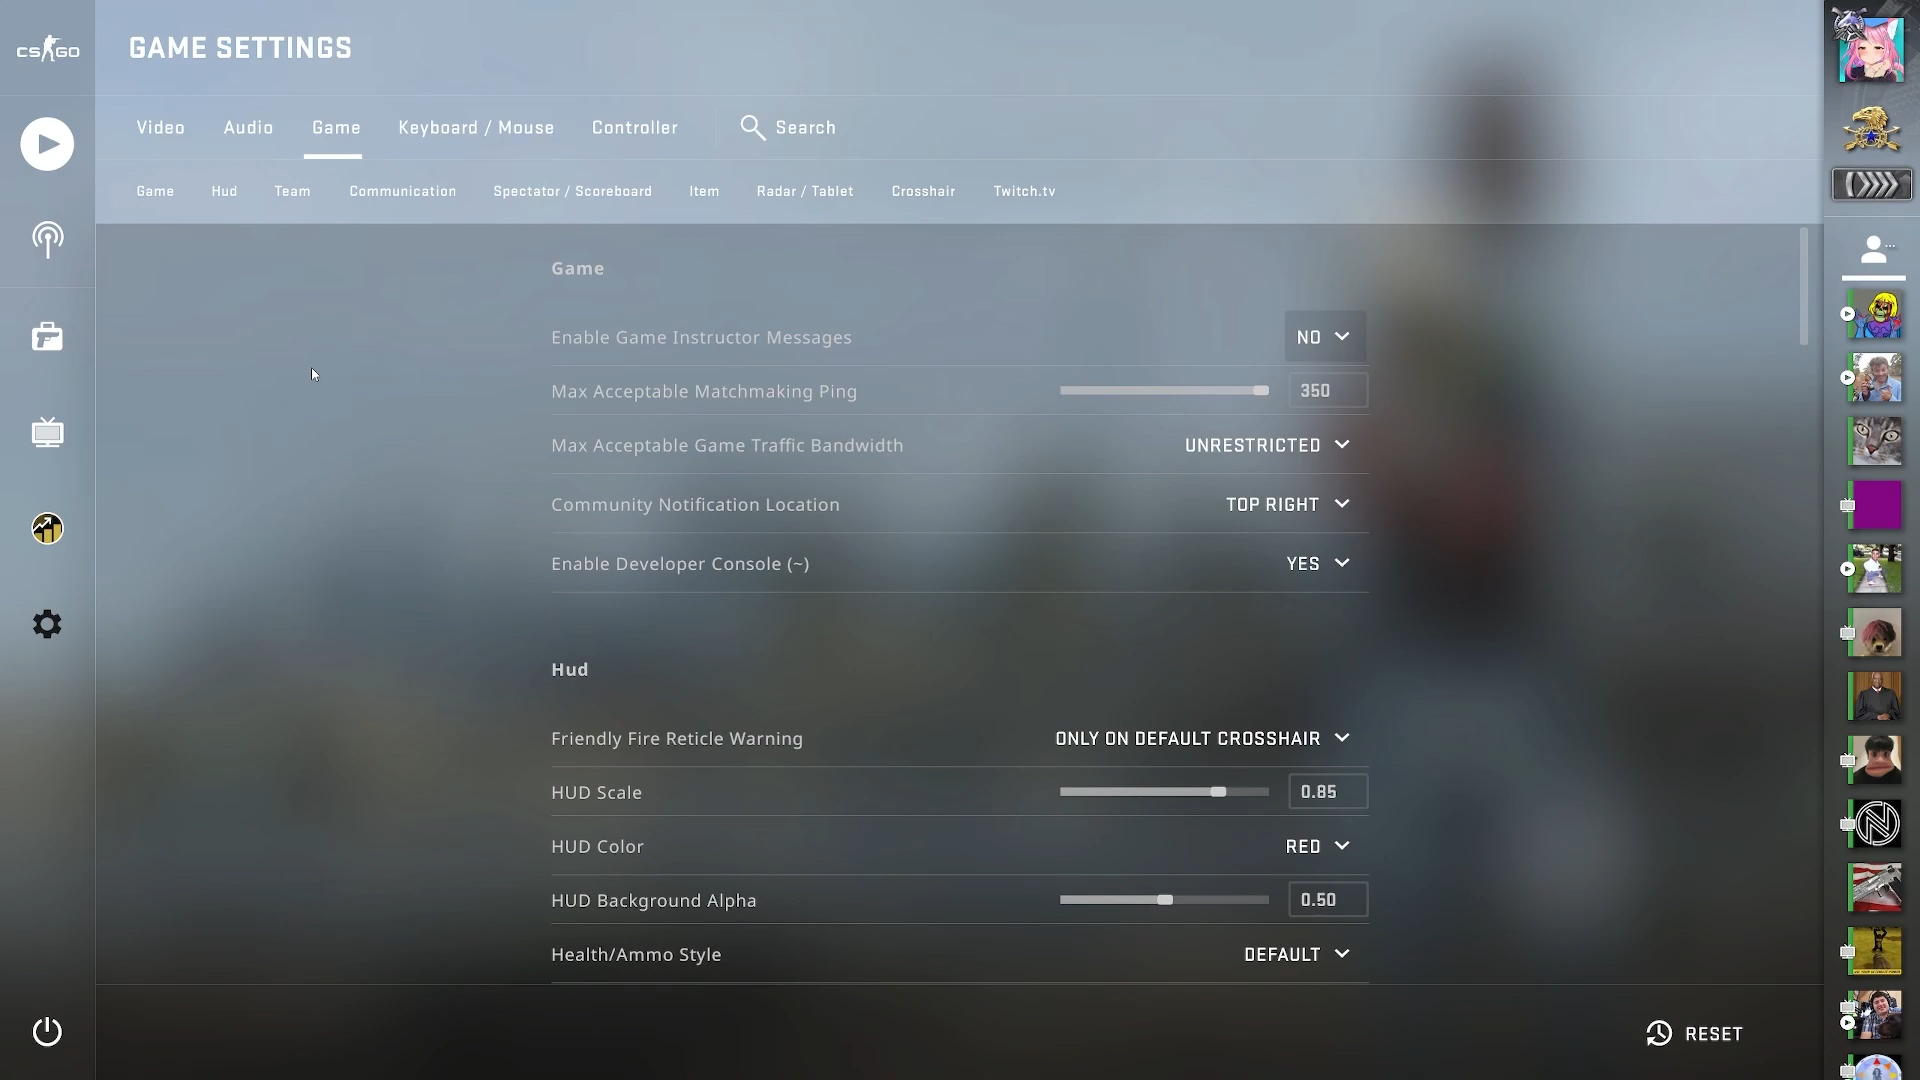 CS GO
GAME SETTINGS
Video Audio Game Keyboard / Mouse Controller Search
Game Hud Team Communication Spectator / Scoreboard Item Radar / Tablet Crosshair Twitch.tv
Game
Enable Game Instructor Messages NO
Max Acceptable Matchmaking Ping 350
Max Acceptable Game Traffic Bandwidth UNRESTRICTED
Community Notification Location TOP RIGHT
Enable Developer Console (~) YES
Hud
Friendly Fire Reticle Warning ONLY ON DEFAULT CROSSHAIR
HUD Scale 0.85
HUD Color RED
HUD Background Alpha 0.50
Health/Ammo Style DEFAULT
RESET